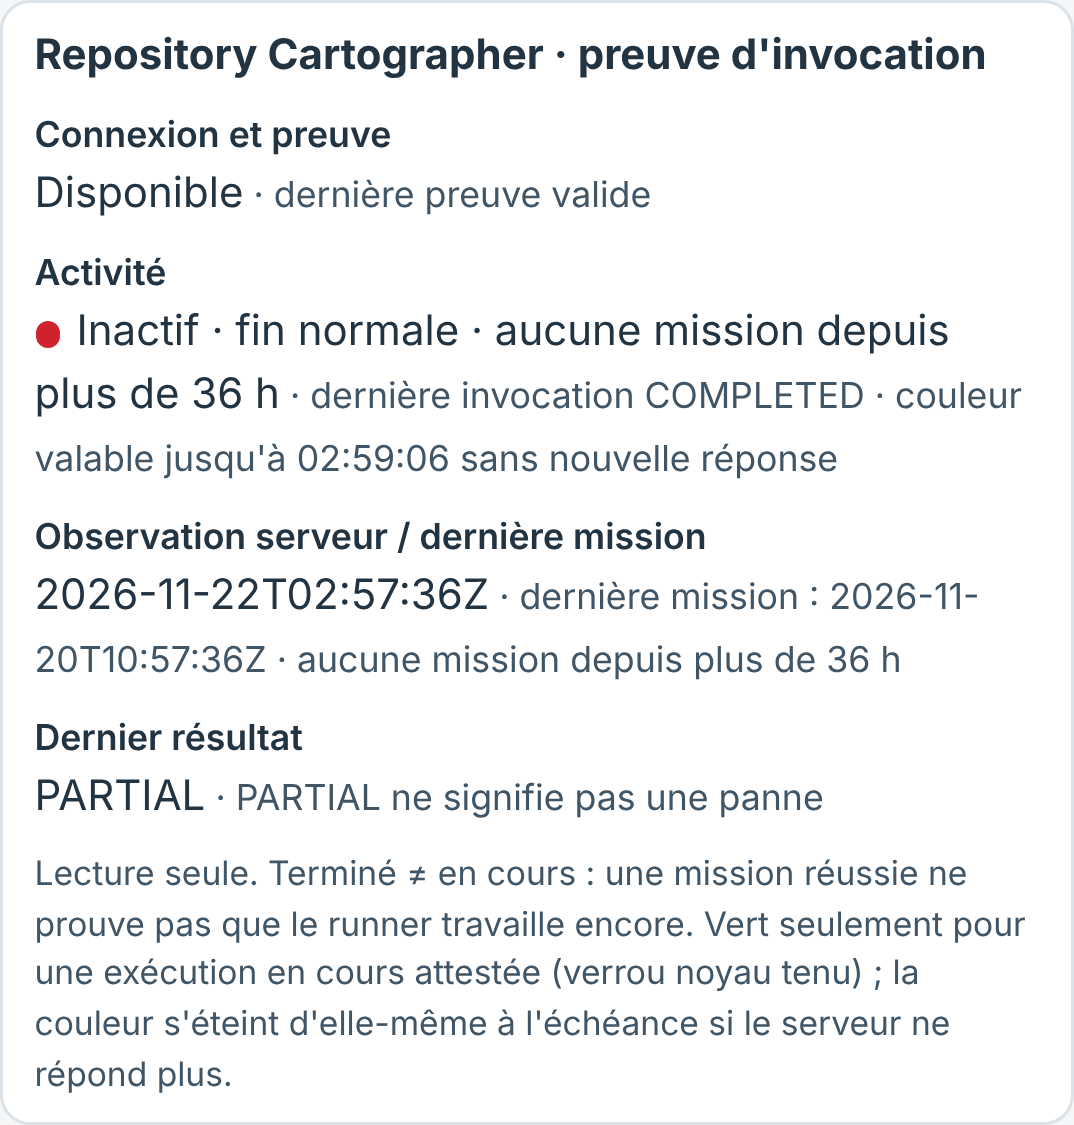 Repository Cartographer · preuve d'invocation
Connexion et preuve
Disponible · dernière preuve valide
Activité
Inactif · fin normale · aucune mission depuis
plus de 36 h · dernière invocation COMPLETED · couleur
valable jusqu'à 02:59:06 sans nouvelle réponse
Observation serveur / dernière mission
2026-11-22T02:57:36Z · dernière mission : 2026-11-
20T10:57:36Z · aucune mission depuis plus de 36 h
Dernier résultat
PARTIAL · PARTIAL ne signifie pas une panne
Lecture seule. Terminé ≠ en cours : une mission réussie ne
prouve pas que le runner travaille encore. Vert seulement pour
une exécution en cours attestée (verrou noyau tenu) ; la
couleur s'éteint d'elle-même à l'échéance si le serveur ne
répond plus.